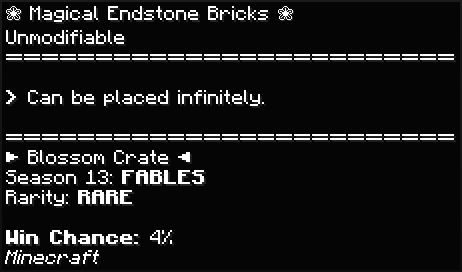 ❀ Magical Endstone Bricks ❀
Unmodifiable
==========================
> Can be placed infinitely.
==========================
► Blossom Crate ◄
Season 13: FABLES
Rarity: RARE
Win Chance: 4%
Minecraft